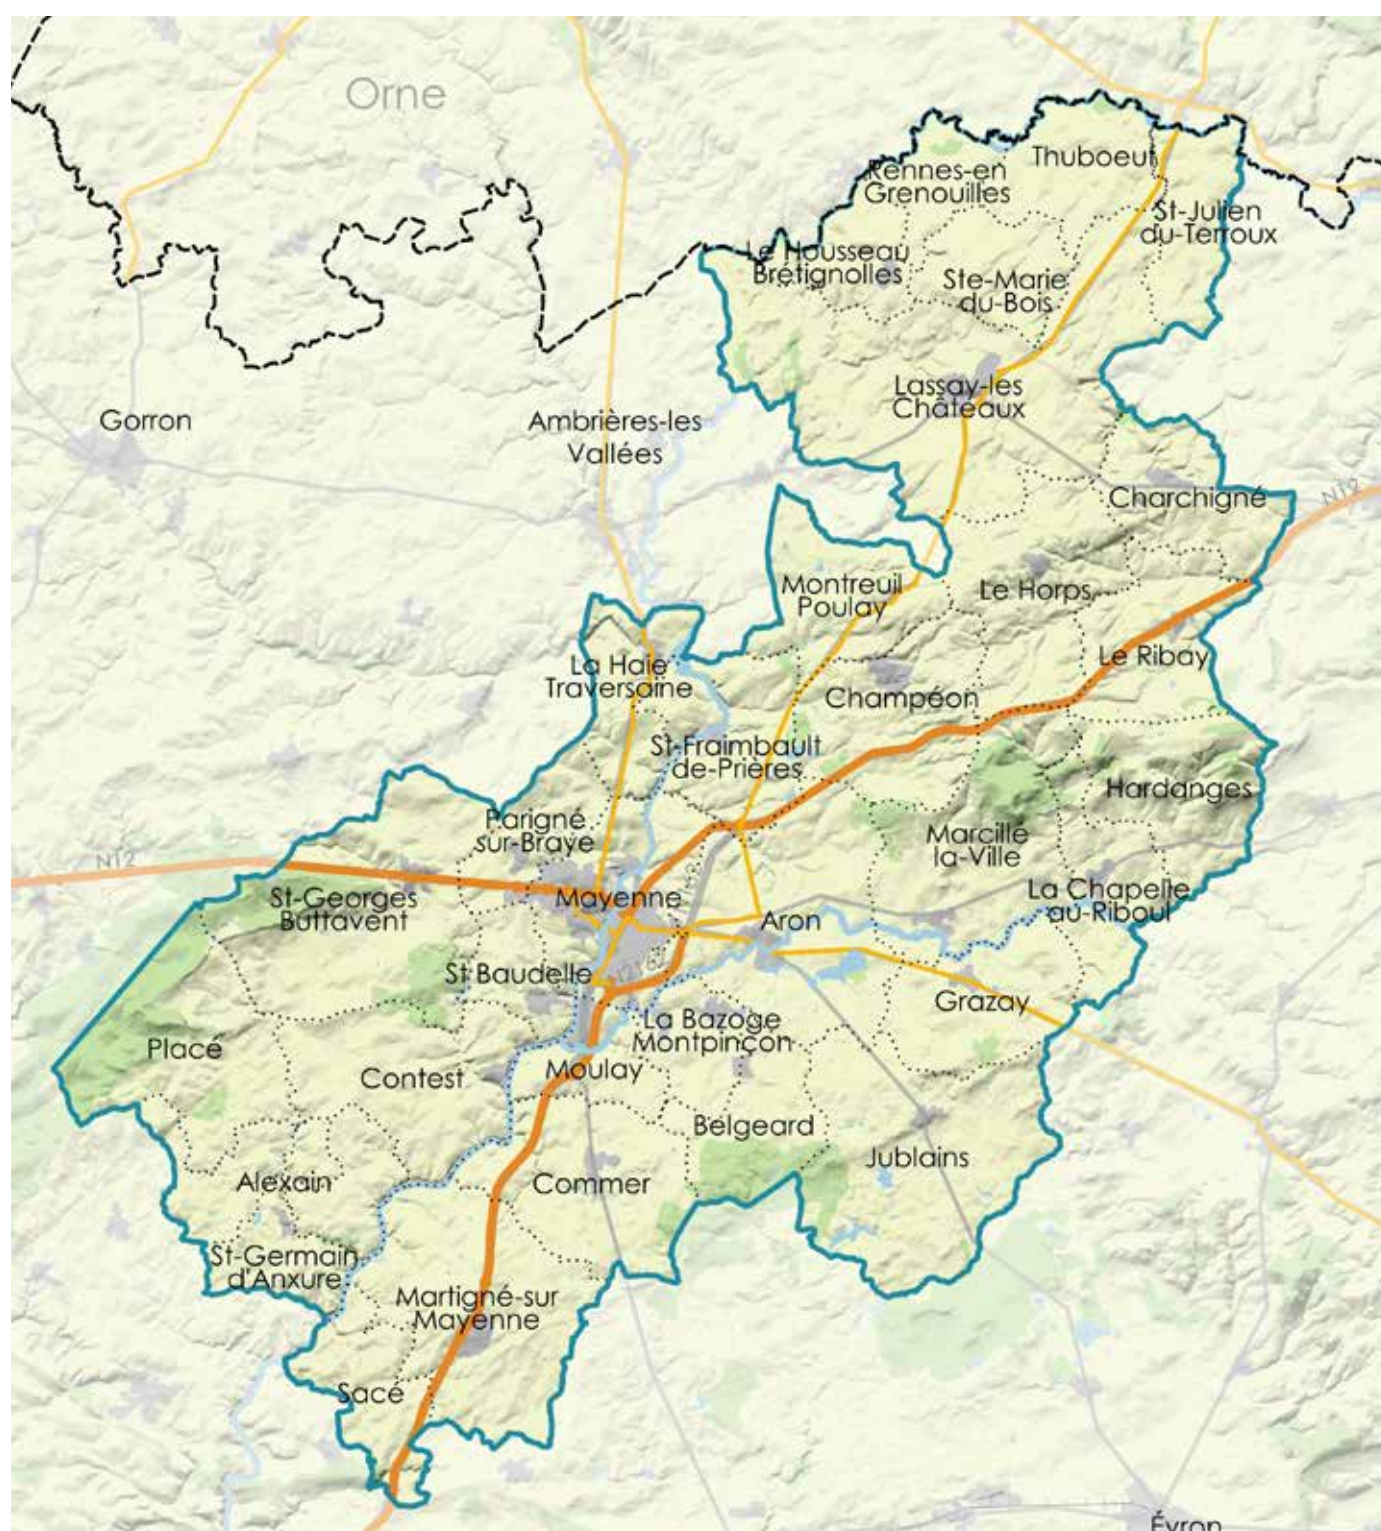 Orne
Thuboeuf
Rennes-en
Grenouilles
St-Julien
du-Terroux
Le Housseau
Brétignolles
Ste-Marie
du-Bois
Lassay-les
Châteaux
Gorron
Ambrières-les
Vallées
Charchigné
N12
Montreuil
Poulay
Le Horps
Le Ribay
La Haie
Traversaine
Champéon
St-Fraimbault
de-Prières
Hardanges
Parigné
sur-Braye
Marcillé
la-Ville
N12
St-Georges
Buttavent
Mayenne
La Chapelle
au-Riboul
Aron
St Baudelle
N2162
Grazay
La Bazoge
Montpinçon
Placé
Contest
Moulay
Belgeard
Jublains
Alexain
Commer
St-Germain
d'Anxure
Martigné-sur
Mayenne
Sacé
Évron